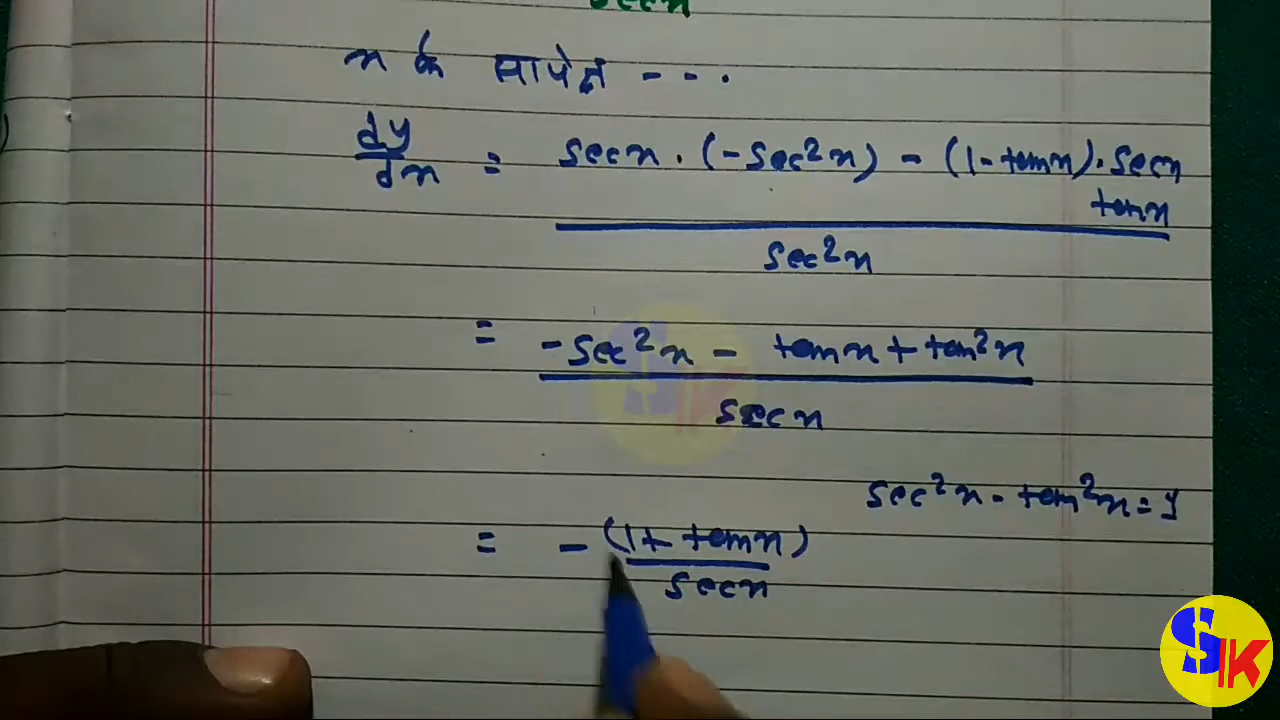 secx
x के सापेक्ष - - -.
dy/dx = secx . (-sec²x) - (1-tanx).secx tanx / sec²x
= -sec²x - tanx + tan²x / secx
sec²x - tan²x = 1
= -(1+ tanx) / secx
SK